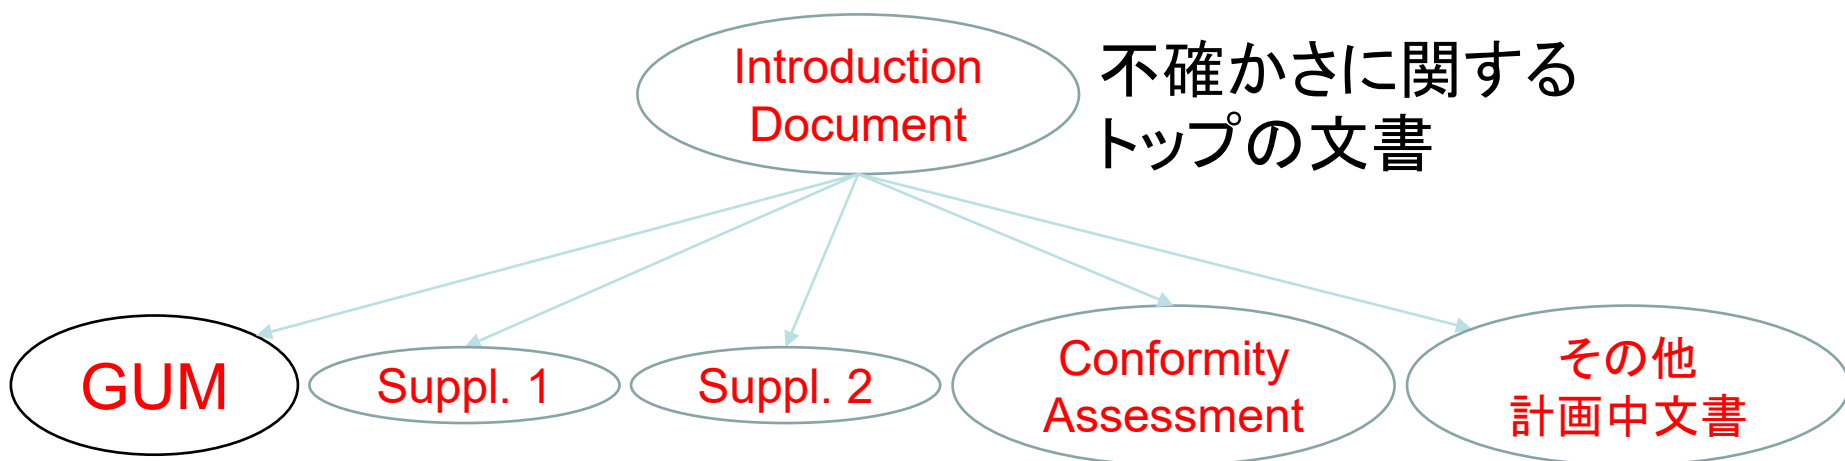 Introduction
Document
不確かさに関する
トップの文書
GUM
Suppl. 1
Suppl. 2
Conformity
Assessment
その他
計画中文書